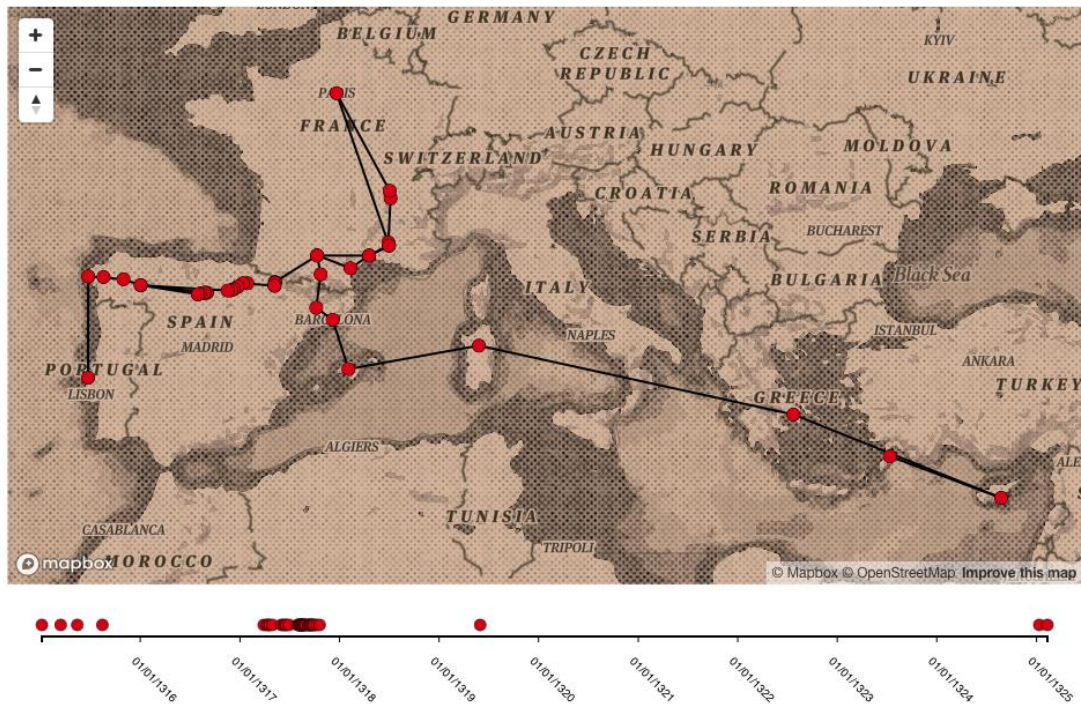 LONDON
+
−
GERMANY
BELGIUM
KYIV
CZECH
REPUBLIC
UKRAINE
PARIS
FRANCE
AUSTRIA
MOLDOVA
HUNGARY
SWITZERLAND
CROATIA
ROMANIA
BUCHAREST
SERBIA
Black Sea
BULGARIA
ITALY
BARCELONA
SPAIN
ISTANBUL
NAPLES
MADRID
ANKARA
PORTUGAL
TURKEY
LISBON
GREECE
ALGIERS
ALE
TUNISIA
CASABLANCA
TRIPOLI
mapbox
MOROCCO
© Mapbox © OpenStreetMap Improve this map
01/01/1316
01/01/1317
01/01/1318
01/01/1319
01/01/1320
01/01/1321
01/01/1322
01/01/1323
01/01/1324
01/01/1325